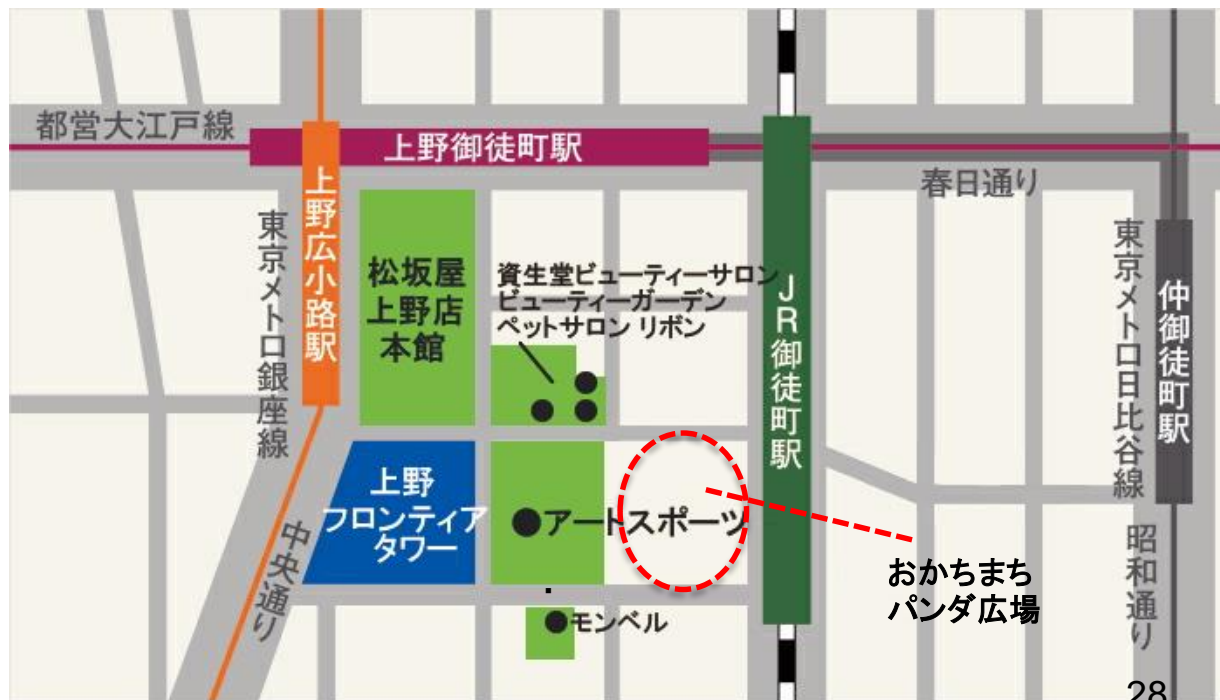 都営大江戸線
上野御徒町駅
春日通り
上野広小路駅
東京メトロ銀座線
松坂屋
上野店
本館
資生堂ビューティーサロン
ビューティーガーデン
ペットサロン リボン
JR御徒町駅
東京メトロ日比谷線
仲御徒町駅
上野
フロンティア
タワー
アートスポーツ
中央通り
おかちまち
パンダ広場
昭和通り
モンベル
28